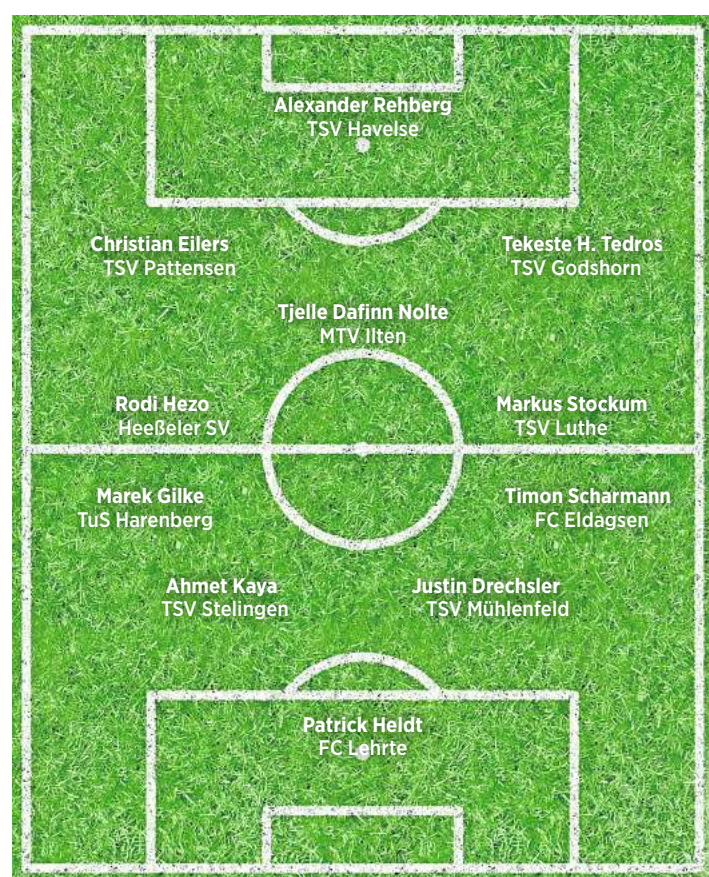 Alexander Rehberg
TSV Havelse
Christian Eilers
TSV Pattensen
Tekeste H. Tedros
TSV Godshorn
Tjelle Dafinn Nolte
MTV Ilten
Rodi Hezo
Heeßeler SV
Markus Stockum
TSV Luthe
Marek Gilke
TuS Harenberg
Timon Scharmann
FC Eldagsen
Ahmet Kaya
TSV Stelingen
Justin Drechsler
TSV Mühlenfeld
Patrick Heldt
FC Lehrte